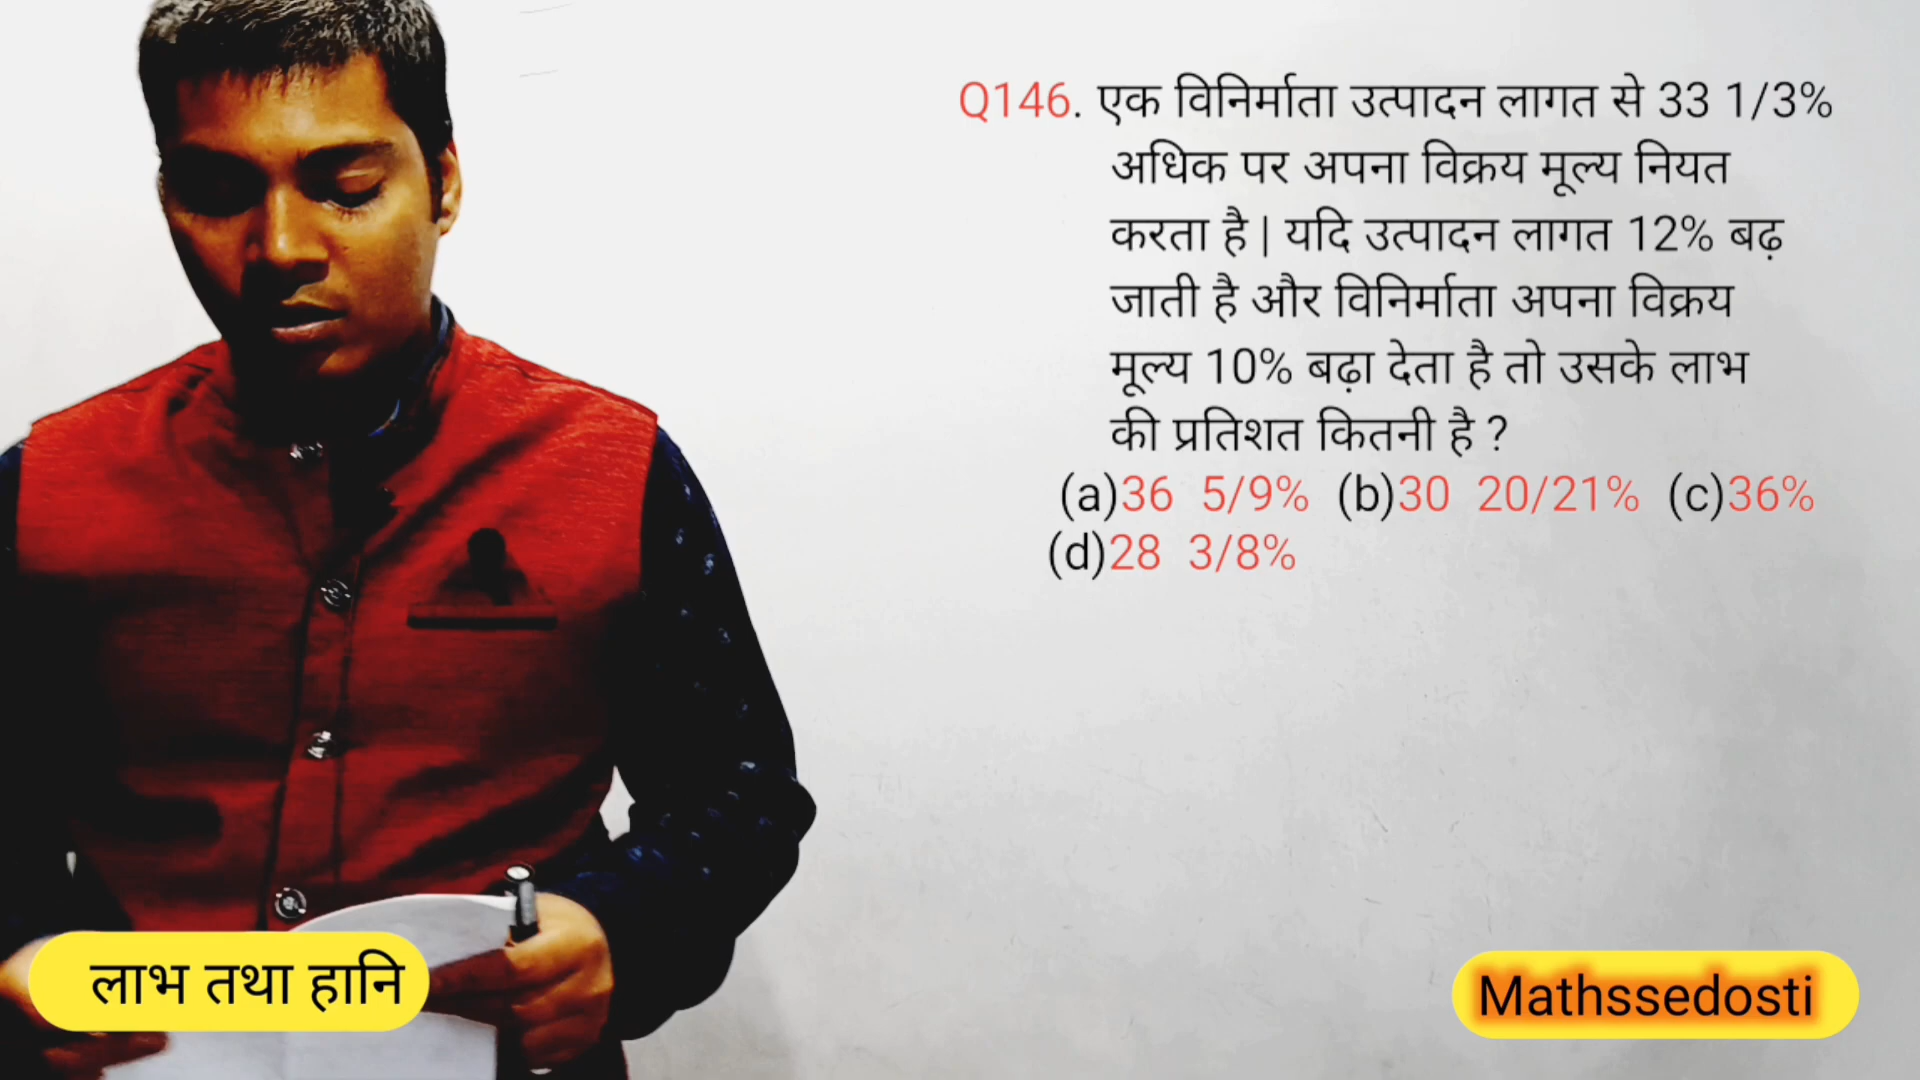 Q146. एक विनिर्माता उत्पादन लागत से 33 1/3%
अधिक पर अपना विक्रय मूल्य नियत
करता है | यदि उत्पादन लागत 12% बढ़
जाती है और विनिर्माता अपना विक्रय
मूल्य 10% बढ़ा देता है तो उसके लाभ
की प्रतिशत कितनी है ?
(a)36 5/9% (b)30 20/21% (c)36%
(d)28 3/8%
लाभ तथा हानि
Mathssedosti